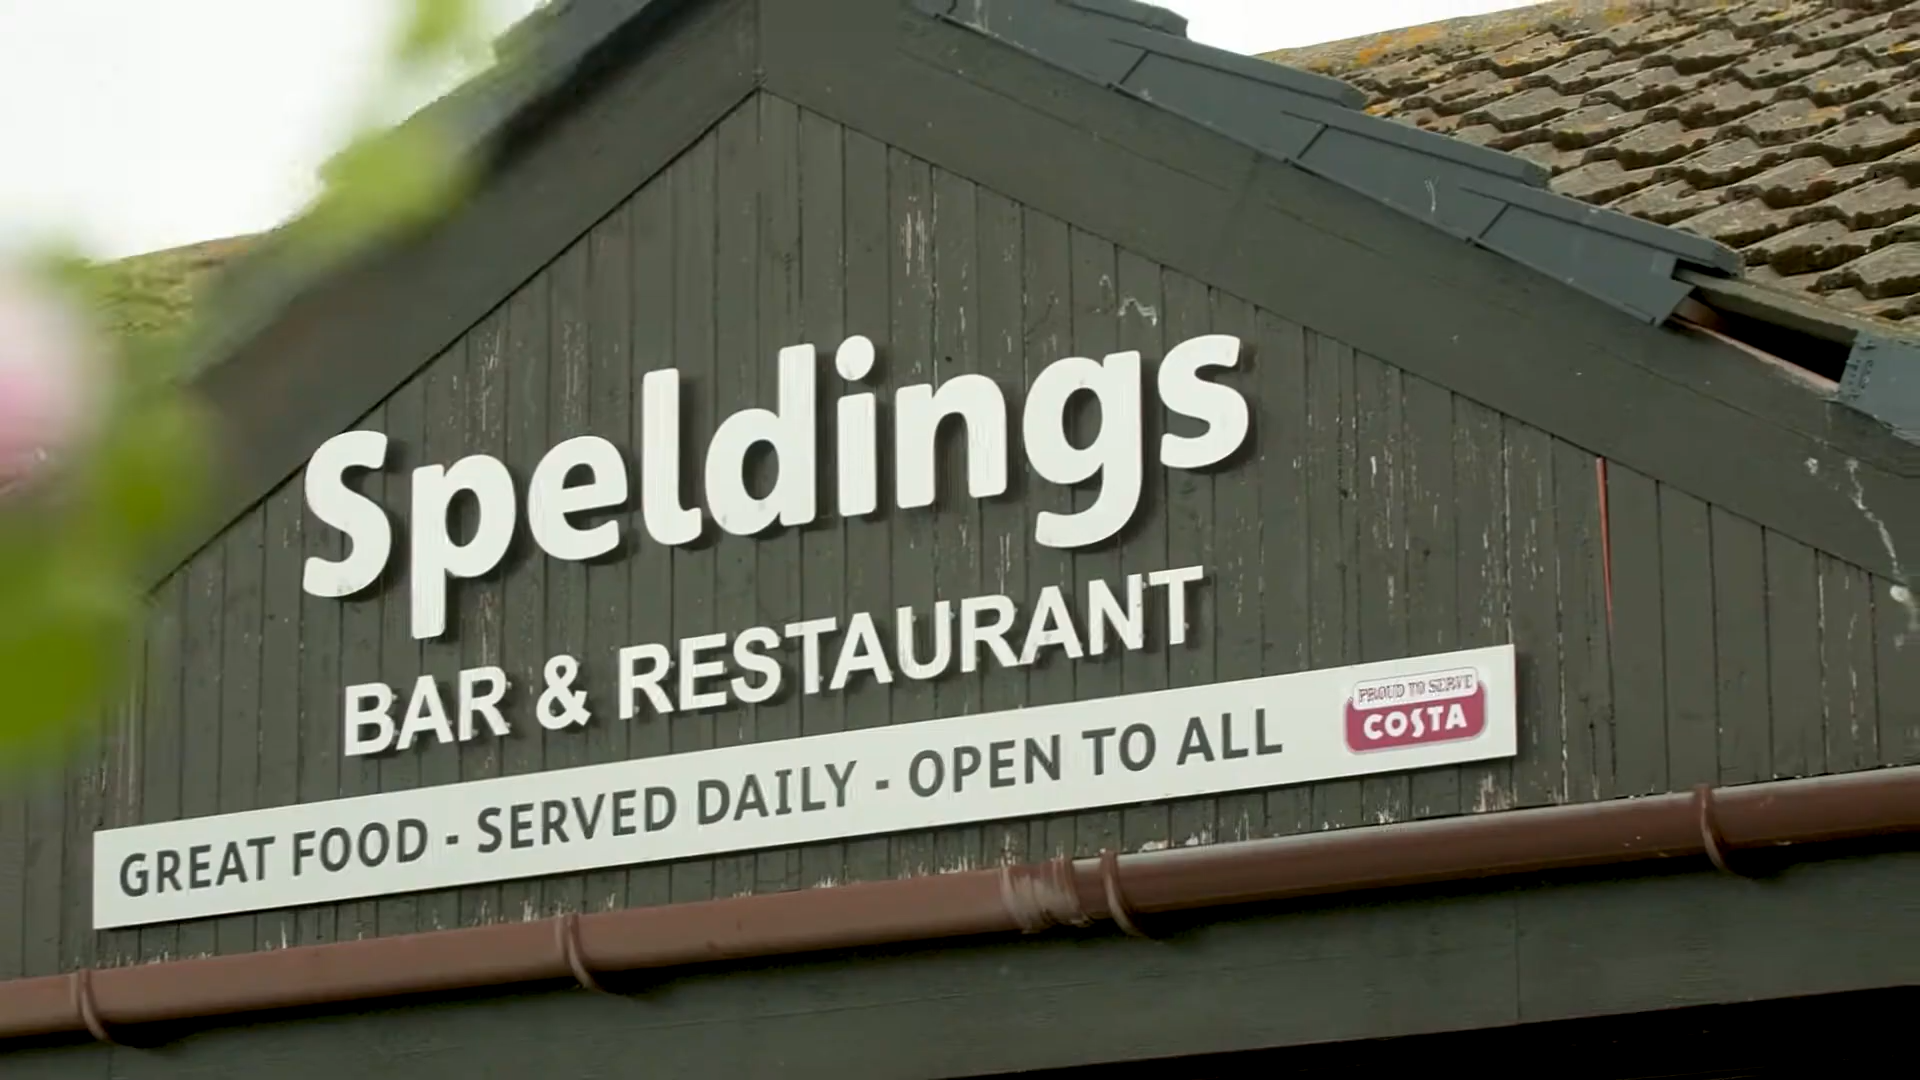 Speldings
BAR & RESTAURANT
GREAT FOOD - SERVED DAILY - OPEN TO ALL
PROUD TO SERVE
COSTA